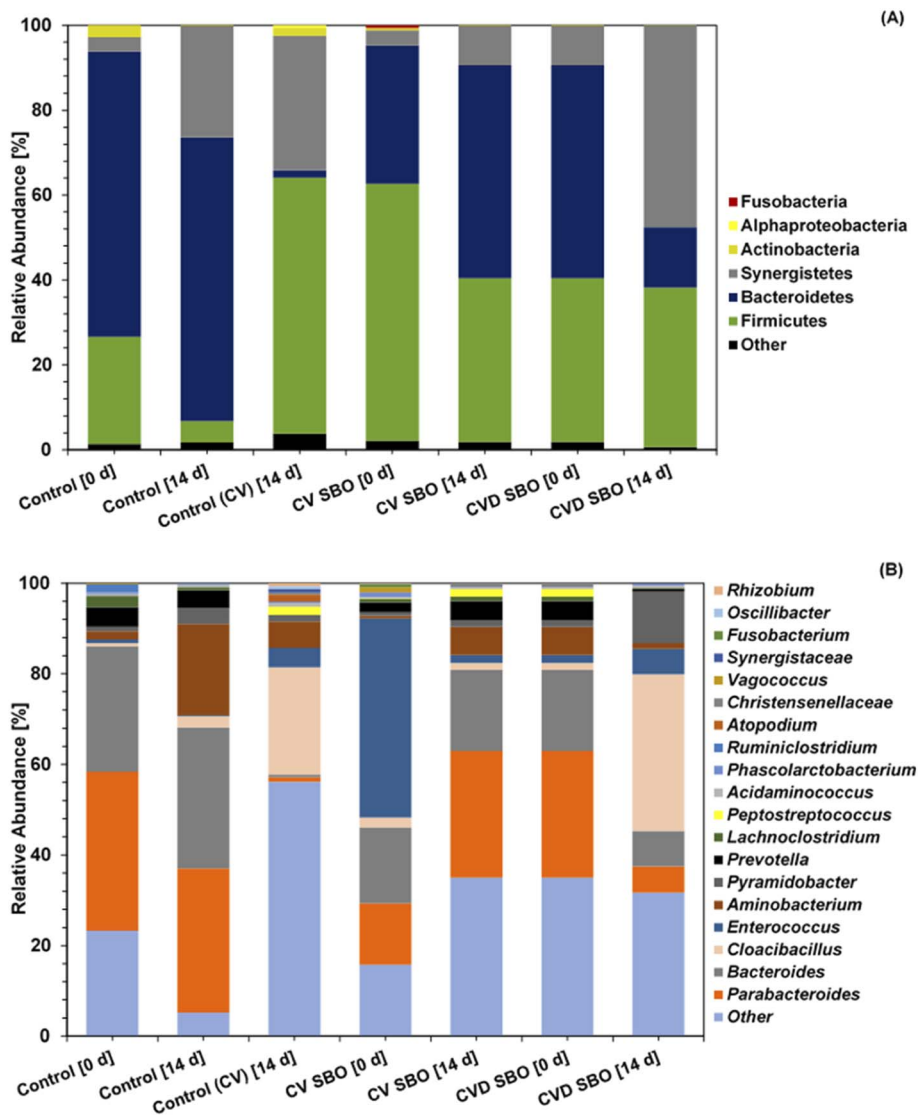 (A)
Relative Abundance [%]
100
80
60
40
20
0
Control [0 d]
Control [14 d]
Control (CV) [14 d]
CV SBO [0 d]
CV SBO [14 d]
CVD SBO [0 d]
CVD SBO [14 d]
Fusobacteria
Alphaproteobacteria
Actinobacteria
Synergistetes
Bacteroidetes
Firmicutes
Other
(B)
Relative Abundance [%]
100
80
60
40
20
0
Control [0 d]
Control [14 d]
Control (CV) [14 d]
CV SBO [0 d]
CV SBO [14 d]
CVD SBO [0 d]
CVD SBO [14 d]
Rhizobium
Oscillibacter
Fusobacterium
Synergistaceae
Vagococcus
Christensenellaceae
Atopodium
Ruminiclostridium
Phascolarctobacterium
Acidaminococcus
Peptostreptococcus
Lachnoclostridium
Prevotella
Pyramidobacter
Aminobacterium
Enterococcus
Cloacibacillus
Bacteroides
Parabacteroides
Other